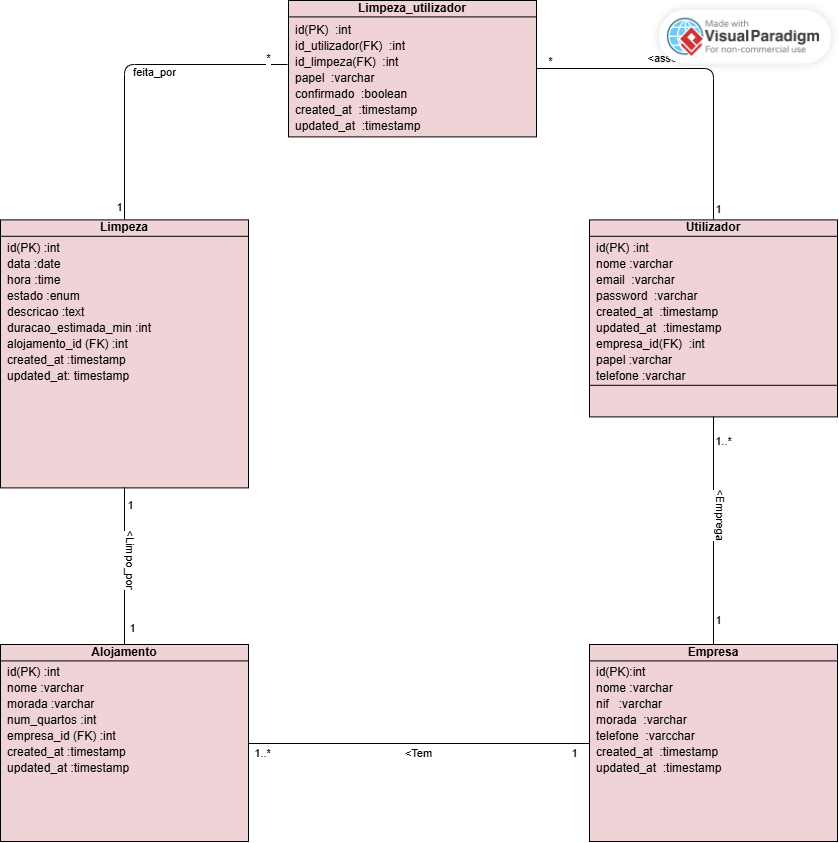 Limpeza_utilizador
id(PK) :int
id_utilizador(FK) :int
id_limpeza(FK) :int
papel :varchar
confirmado :boolean
created_at :timestamp
updated_at :timestamp
Made with
VisualParadigm
For non-commercial use
*
feita_por
1
*
1
Limpeza
id(PK) :int
data :date
hora :time
estado :enum
descricao :text
duracao_estimada_min :int
alojamento_id (FK) :int
created_at :timestamp
updated_at: timestamp
Utilizador
id(PK) :int
nome :varchar
email :varchar
password :varchar
created_at :timestamp
updated_at :timestamp
empresa_id(FK) :int
papel :varchar
telefone :varchar
1
<Limpo_por
1
1..*
<Emprega
1
Alojamento
id(PK) :int
nome :varchar
morada :varchar
num_quartos :int
empresa_id (FK) :int
created_at :timestamp
updated_at :timestamp
1..*
<Tem
1
Empresa
id(PK):int
nome :varchar
nif :varchar
morada :varchar
telefone :varcchar
created_at :timestamp
updated_at :timestamp